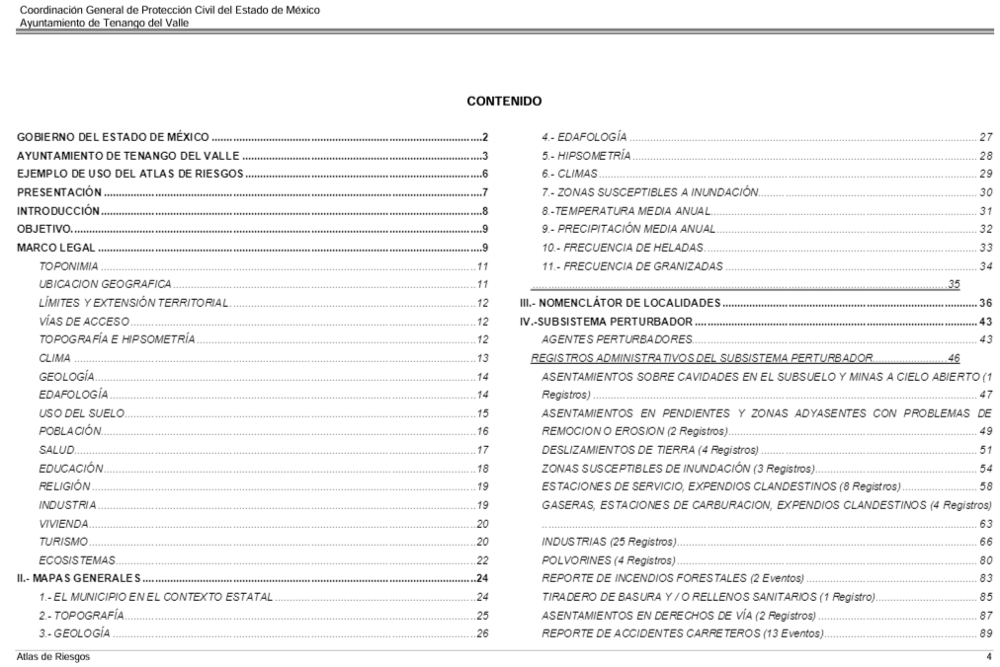 Coordinación General de Protección Civil del Estado de México
Ayuntamiento de Tenango del Valle
CONTENIDO
GOBIERNO DEL ESTADO DE MÉXICO ... 2
AYUNTAMIENTO DE TENANGO DEL VALLE ... 3
EJEMPLO DE USO DEL ATLAS DE RIESGOS ... 6
PRESENTACIÓN ... 7
INTRODUCCIÓN ... 8
OBJETIVO. ... 9
MARCO LEGAL ... 9
TOPONIMIA ... 11
UBICACION GEOGRAFICA ... 11
LÍMITES Y EXTENSIÓN TERRITORIAL ... 12
VÍAS DE ACCESO ... 12
TOPOGRAFÍA E HIPSOMETRÍA ... 12
CLIMA ... 13
GEOLOGÍA ... 14
EDAFOLOGÍA ... 14
USO DEL SUELO ... 15
POBLACIÓN ... 16
SALUD ... 17
EDUCACIÓN ... 18
RELIGIÓN ... 19
INDUSTRIA ... 19
VIVIENDA ... 20
TURISMO ... 20
ECOSISTEMAS ... 22
II.- MAPAS GENERALES ... 24
1.- EL MUNICIPIO EN EL CONTEXTO ESTATAL ... 24
2.- TOPOGRAFÍA ... 25
3.- GEOLOGÍA ... 26
4.- EDAFOLOGÍA ... 27
5.- HIPSOMETRÍA ... 28
6.- CLIMAS ... 29
7.- ZONAS SUSCEPTIBLES A INUNDACIÓN ... 30
8.-TEMPERATURA MEDIA ANUAL ... 31
9.- PRECIPITACIÓN MEDIA ANUAL ... 32
10.- FRECUENCIA DE HELADAS ... 33
11.- FRECUENCIA DE GRANIZADAS ... 34
... 35
III.- NOMENCLÁTOR DE LOCALIDADES ... 36
IV.-SUBSISTEMA PERTURBADOR ... 43
AGENTES PERTURBADORES ... 43
REGISTROS ADMINISTRATIVOS DEL SUBSISTEMA PERTURBADOR ... 46
ASENTAMIENTOS SOBRE CAVIDADES EN EL SUBSUELO Y MINAS A CIELO ABIERTO (1
Registros) ... 47
ASENTAMIENTOS EN PENDIENTES Y ZONAS ADYASENTES CON PROBLEMAS DE
REMOCION O EROSION (2 Registros) ... 49
DESLIZAMIENTOS DE TIERRA (4 Registros) ... 51
ZONAS SUSCEPTIBLES DE INUNDACIÓN (3 Registros) ... 54
ESTACIONES DE SERVICIO, EXPENDIOS CLANDESTINOS (8 Registros) ... 58
GASERAS, ESTACIONES DE CARBURACION, EXPENDIOS CLANDESTINOS (4 Registros)
... 63
INDUSTRIAS (25 Registros) ... 66
POLVORINES (4 Registros) ... 80
REPORTE DE INCENDIOS FORESTALES (2 Eventos) ... 83
TIRADERO DE BASURA Y / O RELLENOS SANITARIOS (1 Registro) ... 85
ASENTAMIENTOS EN DERECHOS DE VÍA (2 Registros) ... 87
REPORTE DE ACCIDENTES CARRETEROS (13 Eventos) ... 89
Atlas de Riesgos
4